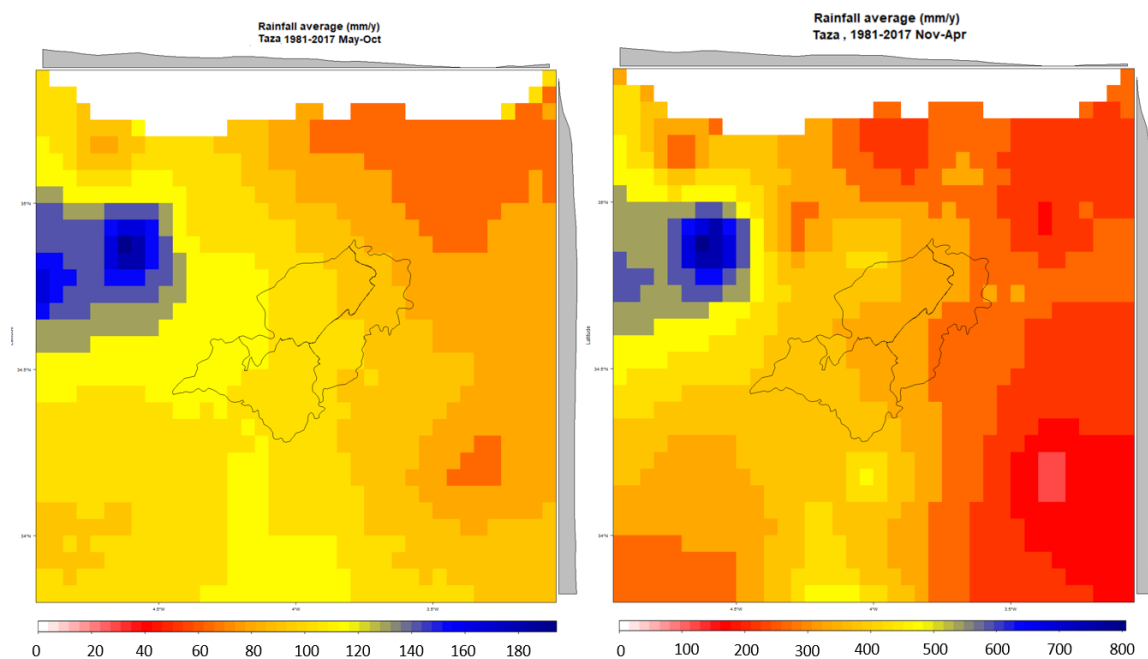 Rainfall average (mm/y)
Taza 1981-2017 May-Oct
34.5°N
34°N
4.5°W 4°W 3.5°W
0 20 40 60 80 100 120 140 160 180
Rainfall average (mm/y)
Taza , 1981-2017 Nov-Apr
Latitude
34.5°N
34°N
4.5°W 4°W 3.5°W
0 100 200 300 400 500 600 700 800